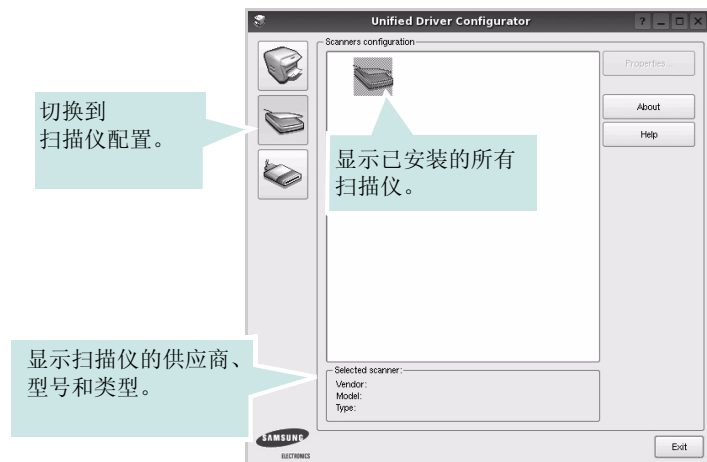 Unified Driver Configurator
Scanners configuration
Properties...
切换到
扫描仪配置。
About
Help
显示已安装的所有
扫描仪。
显示扫描仪的供应商、
型号和类型。
Selected scanner:
Vendor:
Model:
Type:
SAMSUNG
ELECTRONICS
Exit